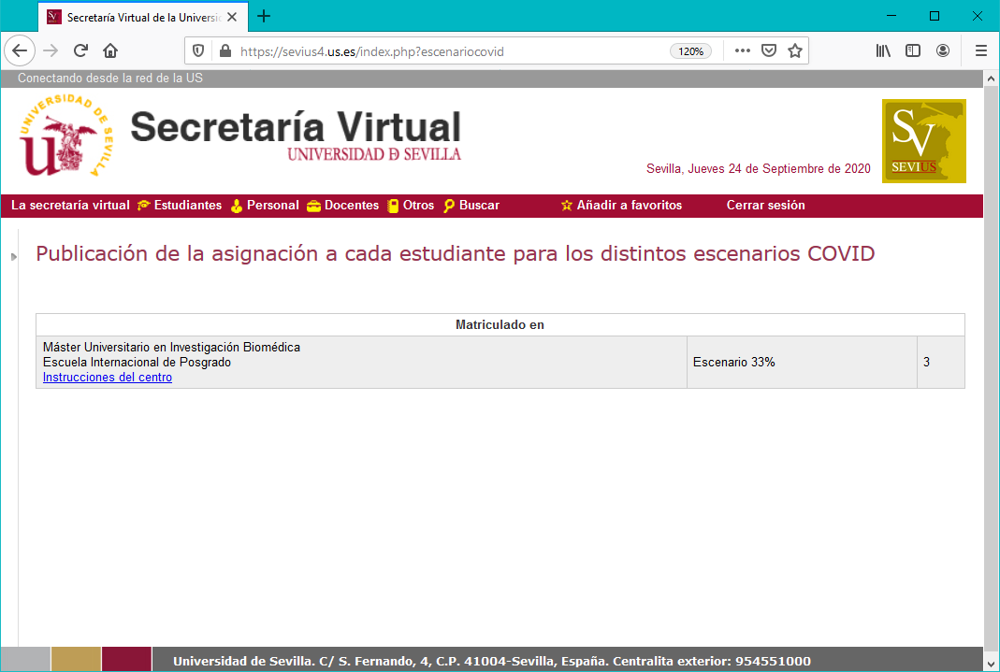 Secretaría Virtual de la Universi
https://sevius4.us.es/index.php?escenariocovid
120%
Conectando desde la red de la US
UNIVERSIDAD DE SEVILLA
Secretaría Virtual
UNIVERSIDAD Đ SEVILLA
SV
SEVIUS
Sevilla, Jueves 24 de Septiembre de 2020
La secretaría virtual Estudiantes Personal Docentes Otros Buscar Añadir a favoritos Cerrar sesión
Publicación de la asignación a cada estudiante para los distintos escenarios COVID
Matriculado en
Máster Universitario en Investigación Biomédica
Escuela Internacional de Posgrado
Instrucciones del centro
Escenario 33%
3
Universidad de Sevilla. C/ S. Fernando, 4, C.P. 41004-Sevilla, España. Centralita exterior: 954551000